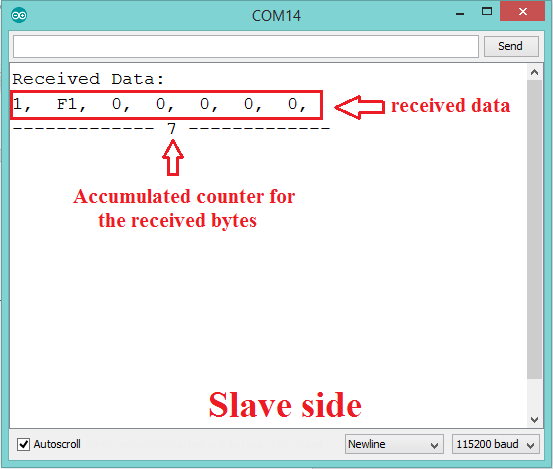 COM14
Send
Received Data:
1, F1, 0, 0, 0, 0, 0,
received data
------------- 7 -------------
Accumulated counter for
the received bytes
Slave side
Autoscroll
Newline
115200 baud